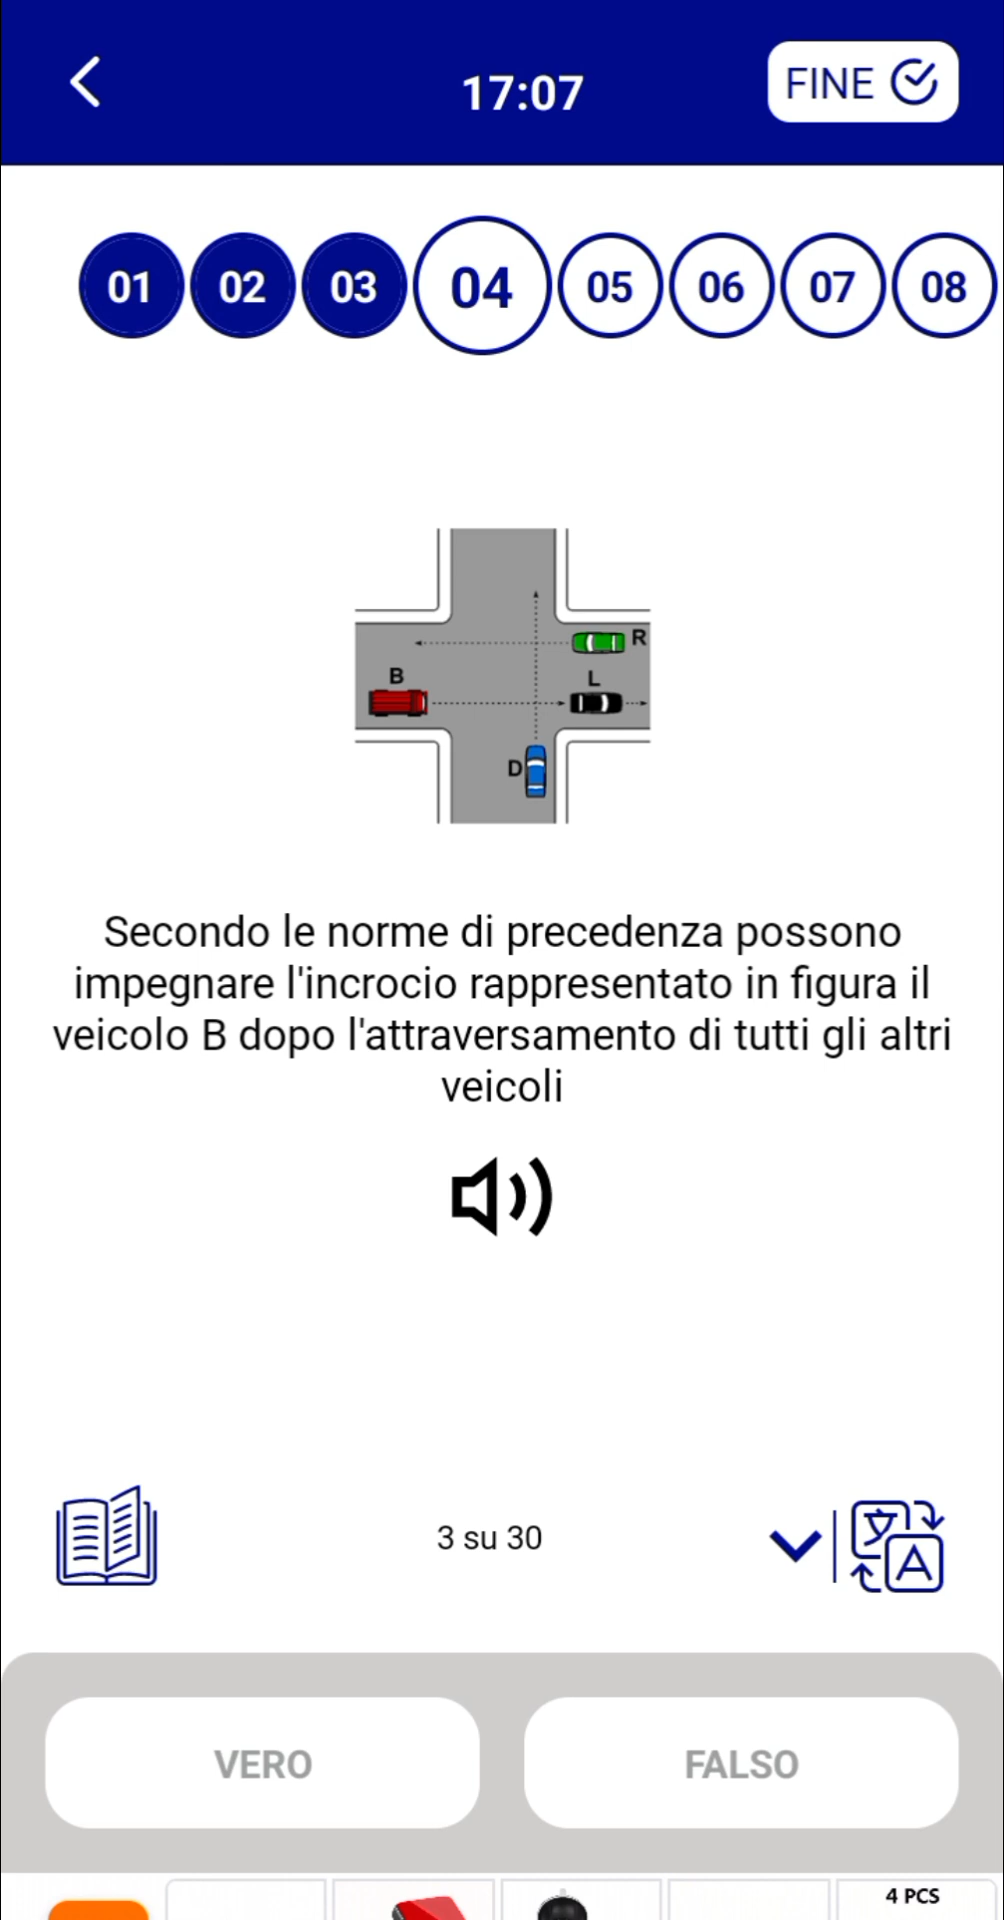 17:07
FINE
01 02 03 04 05 06 07 08
R
B
L
D
Secondo le norme di precedenza possono
impegnare l'incrocio rappresentato in figura il
veicolo B dopo l'attraversamento di tutti gli altri
veicoli
3 su 30
文
A
VERO
FALSO
4 PCS